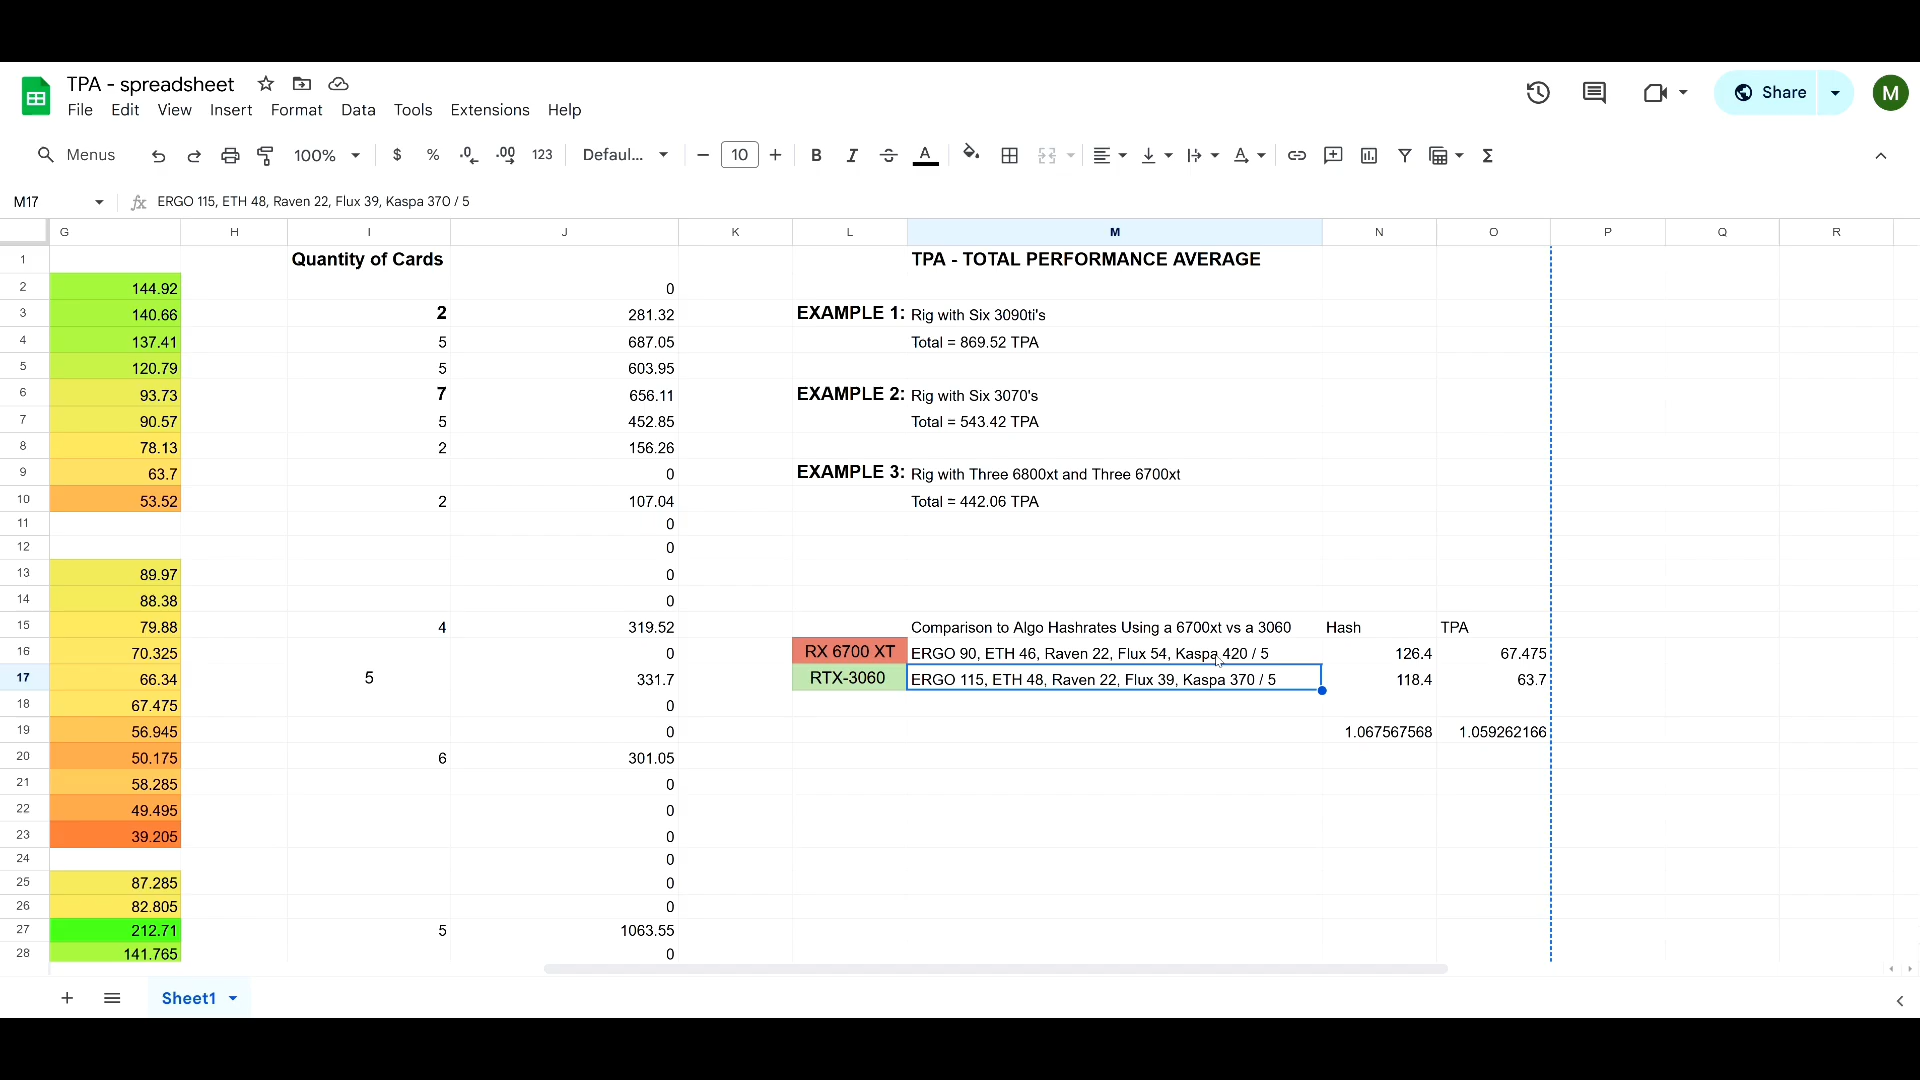 TPA - spreadsheet
File Edit View Insert Format Data Tools Extensions Help
Share
M
Menus 100% $ % .0 .00 123 Defaul... 10 B I S A
M17 fx ERGO 115, ETH 48, Raven 22, Flux 39, Kaspa 370 / 5
G H I J K L M N O P Q R
1 Quantity of Cards TPA - TOTAL PERFORMANCE AVERAGE
2 144.92 0
3 140.66 2 281.32 EXAMPLE 1: Rig with Six 3090ti's
4 137.41 5 687.05 Total = 869.52 TPA
5 120.79 5 603.95
6 93.73 7 656.11 EXAMPLE 2: Rig with Six 3070's
7 90.57 5 452.85 Total = 543.42 TPA
8 78.13 2 156.26
9 63.7 0 EXAMPLE 3: Rig with Three 6800xt and Three 6700xt
10 53.52 2 107.04 Total = 442.06 TPA
11 0
12 0
13 89.97 0
14 88.38 0
15 79.88 4 319.52 Comparison to Algo Hashrates Using a 6700xt vs a 3060 Hash TPA
16 70.325 0 RX 6700 XT ERGO 90, ETH 46, Raven 22, Flux 54, Kaspa 420 / 5 126.4 67.475
17 66.34 5 331.7 RTX-3060 ERGO 115, ETH 48, Raven 22, Flux 39, Kaspa 370 / 5 118.4 63.7
18 67.475 0
19 56.945 0 1.067567568 1.059262166
20 50.175 6 301.05
21 58.285 0
22 49.495 0
23 39.205 0
24 0
25 87.285 0
26 82.805 0
27 212.71 5 1063.55
28 141.765 0
Sheet1